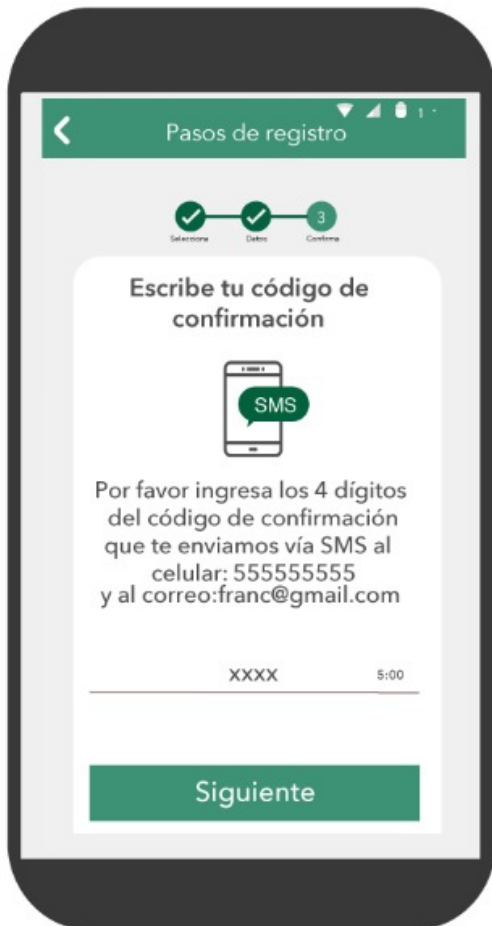 1
Pasos de registro
3
Selecciona Datos Confirma
Escribe tu código de
confirmación
SMS
Por favor ingresa los 4 dígitos
del código de confirmación
que te enviamos vía SMS al
celular: 555555555
y al correo:franc@gmail.com
XXXX 5:00
Siguiente